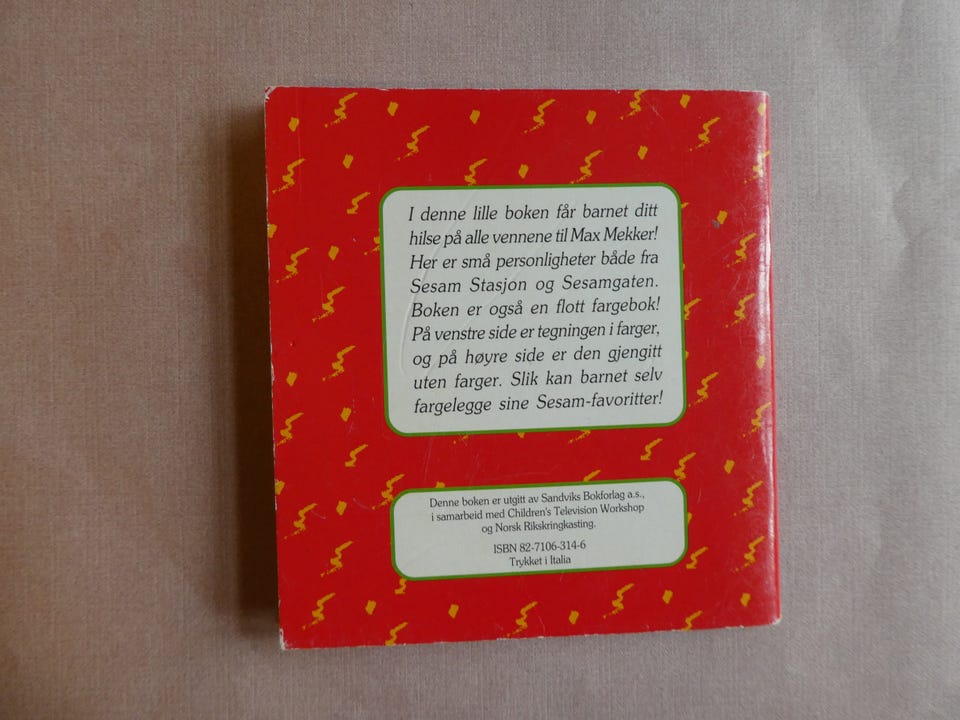 I denne lille boken får barnet ditt
hilse på alle vennene til Max Mekker!
Her er små personligheter både fra
Sesam Stasjon og Sesamgaten.
Boken er også en flott fargebok!
På venstre side er tegningen i farger,
og på høyre side er den gjengitt
uten farger. Slik kan barnet selv
fargelegge sine Sesam-favoritter!
Denne boken er utgitt av Sandviks Bokforlag a.s.,
i samarbeid med Children's Television Workshop
og Norsk Rikskringkasting.
ISBN 82-7106-314-6
Trykket i Italia